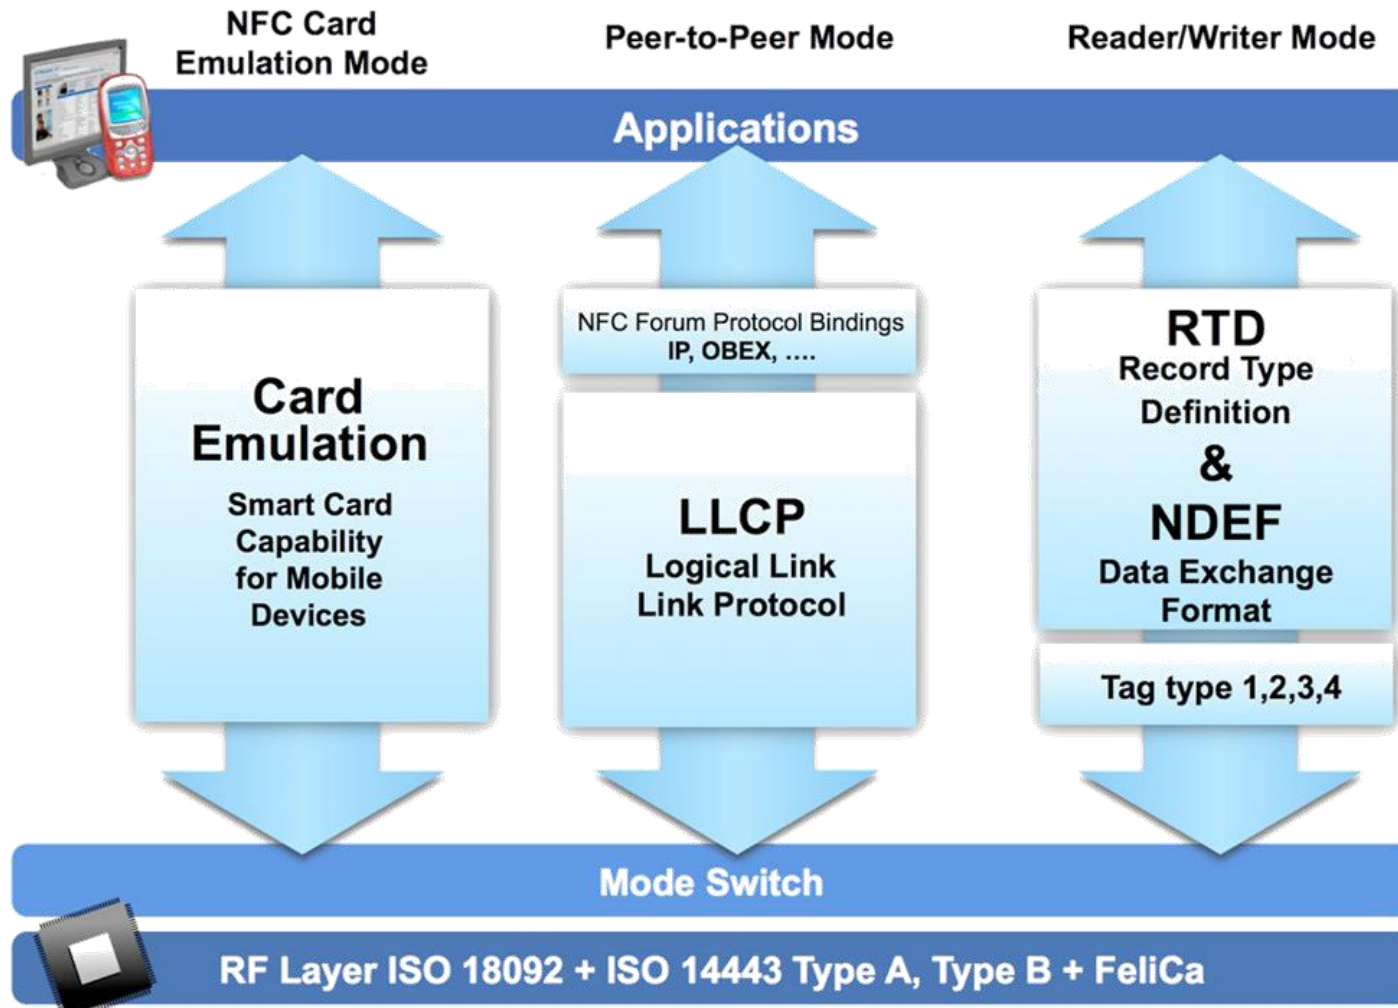 NFC Card
Emulation Mode
Peer-to-Peer Mode
Reader/Writer Mode
Applications
Card
Emulation
Smart Card
Capability
for Mobile
Devices
NFC Forum Protocol Bindings
IP, OBEX, ....
LLCP
Logical Link
Link Protocol
RTD
Record Type
Definition
&
NDEF
Data Exchange
Format
Tag type 1,2,3,4
Mode Switch
RF Layer ISO 18092 + ISO 14443 Type A, Type B + FeliCa